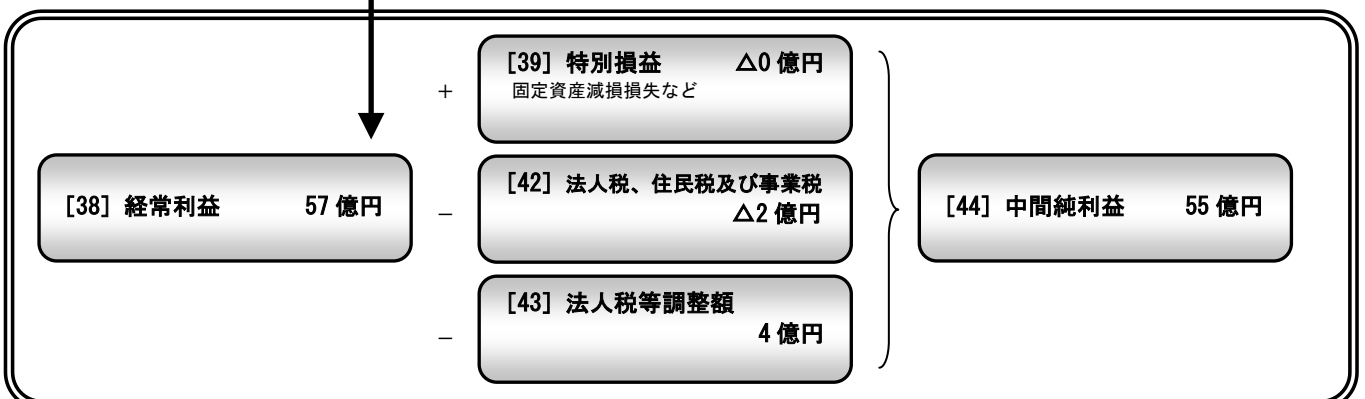 [39] 特別損益 △0 億円
固定資産減損損失など
+
[38] 経常利益 57 億円
－
[42] 法人税、住民税及び事業税
△2 億円
[44] 中間純利益 55 億円
－
[43] 法人税等調整額
4 億円